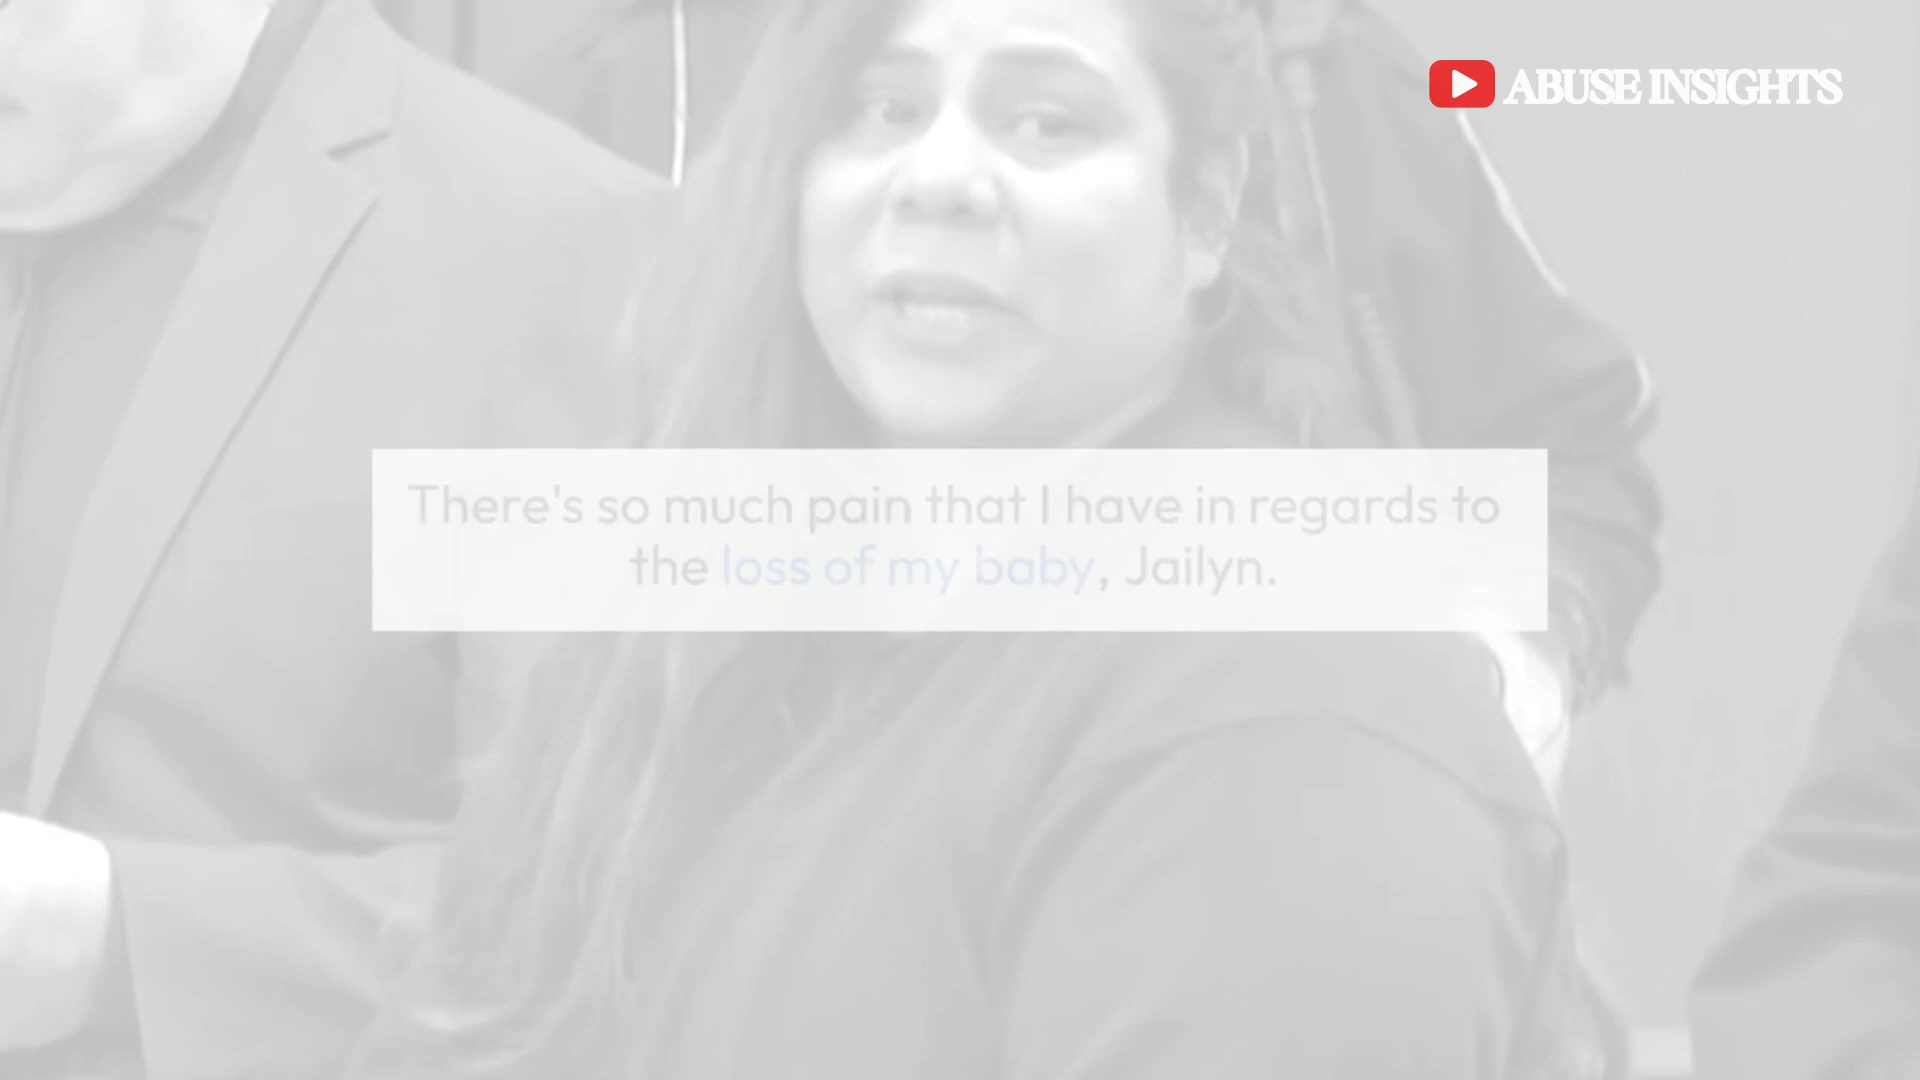 ABUSE INSIGHTS
There's so much pain that I have in regards to
the loss of my baby, Jailyn.